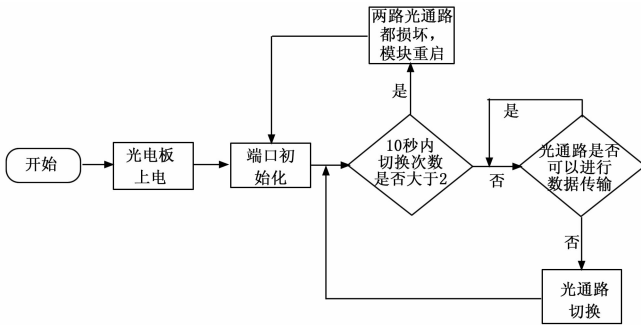 两路光通路
都损坏，
模块重启
是
是
10秒内
切换次数
是否大于2
光通路是否
可以进行
数据传输
开始
光电板
上电
端口初
始化
否
否
光通路
切换